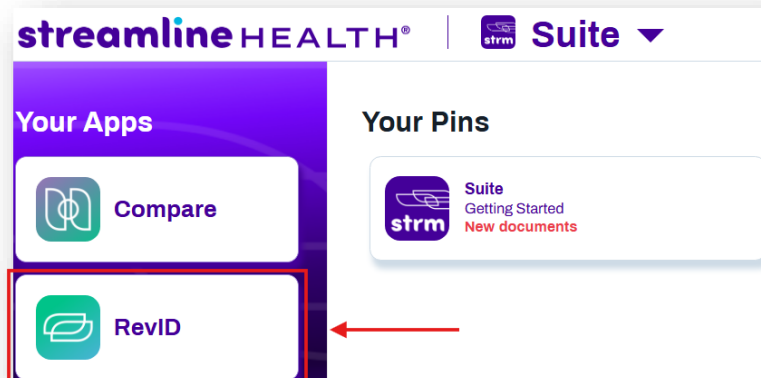 streamline HEALTH® strm Suite
Your Apps
Your Pins
Compare
strm
Suite
Getting Started
New documents
RevID